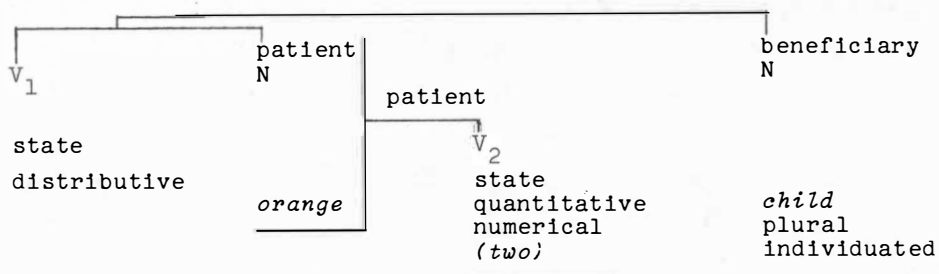 patient
N
beneficiary
N
V1
patient
V2
state
distributive
state
quantitative
numerical
(two)
orange
child
plural
individuated